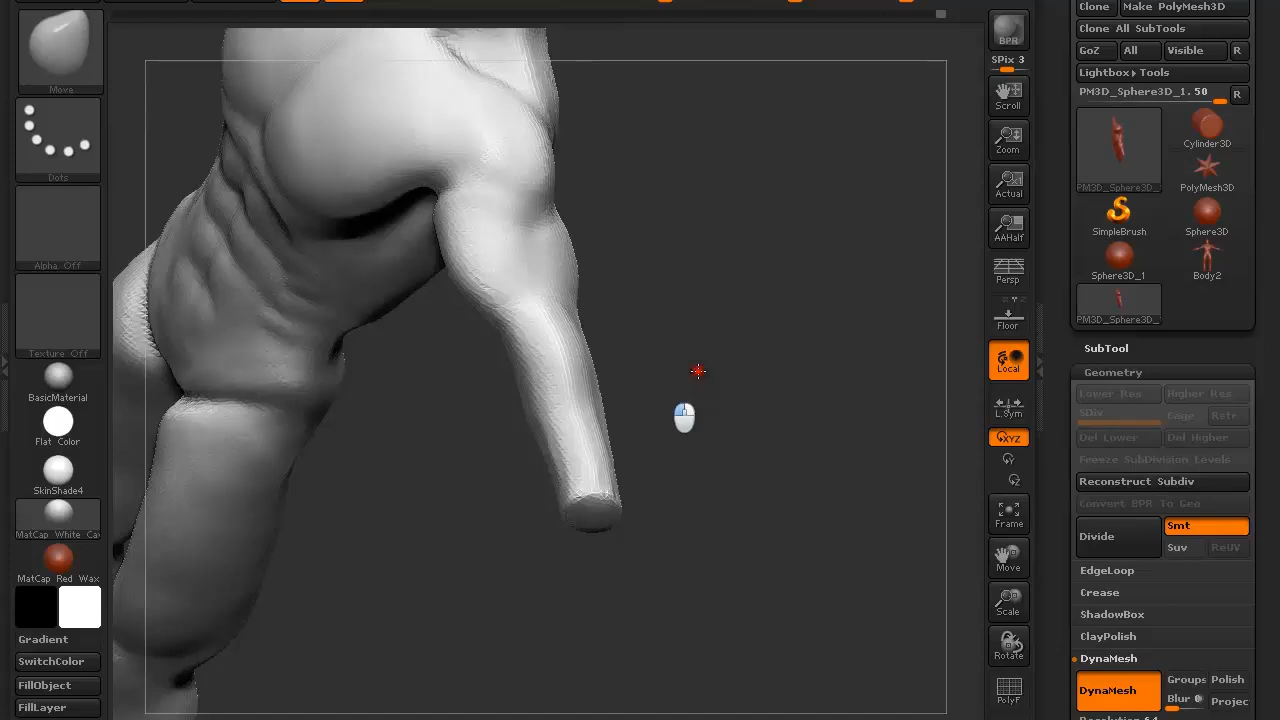 Move
Dots
Alpha Off
Texture Off
BasicMaterial
Flat Color
SkinShade4
MatCap White Ca
MatCap Red Wax
Gradient
SwitchColor
FillObject
FillLayer
BPR
SPix 3
Scroll
Zoom
Actual
AAHalf
Persp
Floor
Local
L.Sym
XYZ
Frame
Move
Scale
Rotate
PolyF
Clone
Make PolyMesh3D
Clone All SubTools
GoZ
All
Visible
R
Lightbox▸Tools
PM3D_Sphere3D_1. 50
R
PM3D_Sphere3D_
Cylinder3D
PolyMesh3D
SimpleBrush
Sphere3D
Sphere3D_1
Body2
PM3D_Sphere3D_
SubTool
Geometry
Lower Res
Higher Res
SDiv
Cage
Rstr
Del Lower
Del Higher
Freeze SubDivision Levels
Reconstruct Subdiv
Convert BPR To Geo
Divide
Smt
Suv
ReUV
EdgeLoop
Crease
ShadowBox
ClayPolish
DynaMesh
DynaMesh
Groups
Polish
Blur
Projec